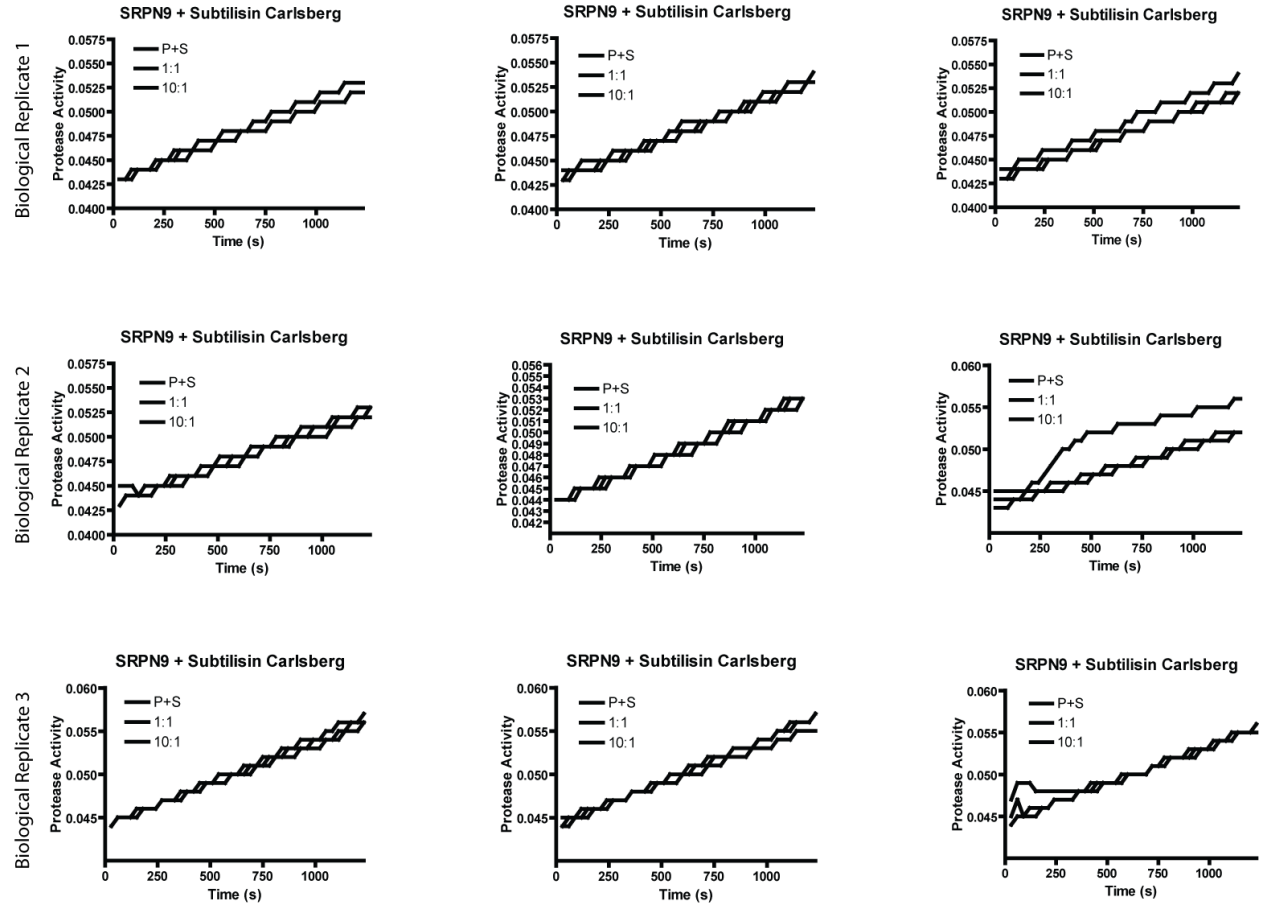 Biological Replicate 1
SRPN9 + Subtilisin Carlsberg
Protease Activity
0.0575
0.0550
0.0525
0.0500
0.0475
0.0450
0.0425
0.0400
P+S
1:1
10:1
0 250 500 750 1000
Time (s)
SRPN9 + Subtilisin Carlsberg
Protease Activity
0.0575
0.0550
0.0525
0.0500
0.0475
0.0450
0.0425
0.0400
P+S
1:1
10:1
0 250 500 750 1000
Time (s)
SRPN9 + Subtilisin Carlsberg
Protease Activity
0.0575
0.0550
0.0525
0.0500
0.0475
0.0450
0.0425
0.0400
P+S
1:1
10:1
0 250 500 750 1000
Time (s)
Biological Replicate 2
SRPN9 + Subtilisin Carlsberg
Protease Activity
0.0575
0.0550
0.0525
0.0500
0.0475
0.0450
0.0425
0.0400
P+S
1:1
10:1
0 250 500 750 1000
Time (s)
SRPN9 + Subtilisin Carlsberg
Protease Activity
0.056
0.055
0.054
0.053
0.052
0.051
0.050
0.049
0.048
0.047
0.046
0.045
0.044
0.043
0.042
P+S
1:1
10:1
0 250 500 750 1000
Time (s)
SRPN9 + Subtilisin Carlsberg
Protease Activity
0.060
0.055
0.050
0.045
P+S
1:1
10:1
0 250 500 750 1000
Time (s)
Biological Replicate 3
SRPN9 + Subtilisin Carlsberg
Protease Activity
0.060
0.055
0.050
0.045
P+S
1:1
10:1
0 250 500 750 1000
Time (s)
SRPN9 + Subtilisin Carlsberg
Protease Activity
0.060
0.055
0.050
0.045
P+S
1:1
10:1
0 250 500 750 1000
Time (s)
SRPN9 + Subtilisin Carlsberg
Protease Activity
0.060
0.055
0.050
0.045
P+S
1:1
10:1
0 250 500 750 1000
Time (s)